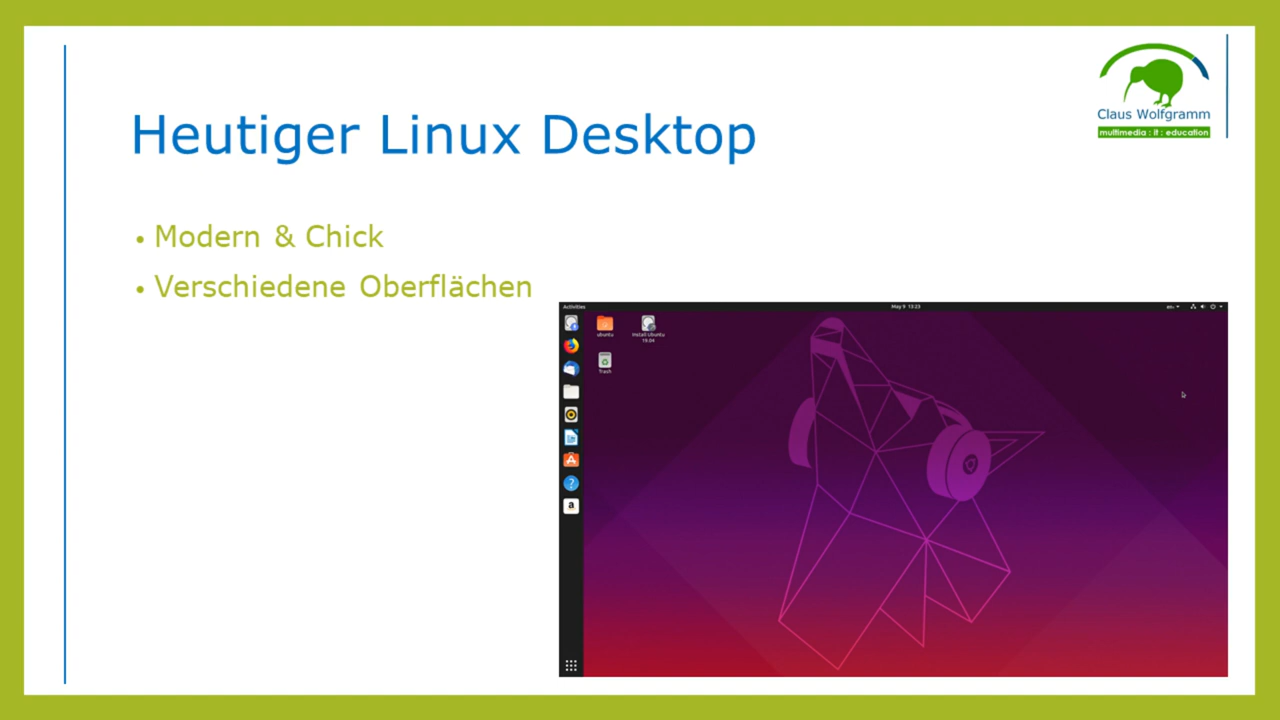 Claus Wolfgramm
multimedia : it : education
Heutiger Linux Desktop
• Modern & Chick
• Verschiedene Oberflächen
Activities
May 9 13:23
en
ubuntu
Install Ubuntu
19.04
Trash